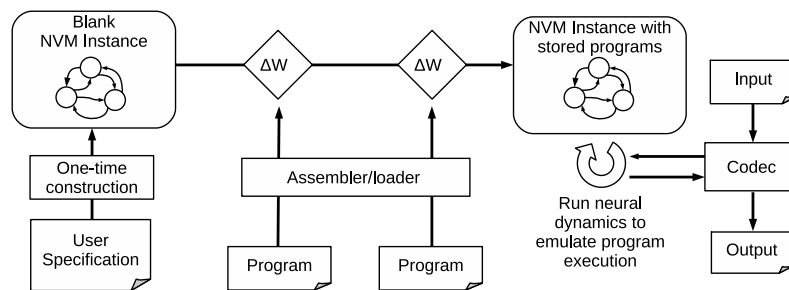 Blank
NVM Instance
ΔW
ΔW
NVM Instance with
stored programs
Input
One-time
construction
Assembler/loader
Codec
Run neural
dynamics to
emulate program
execution
User
Specification
Program
Program
Output